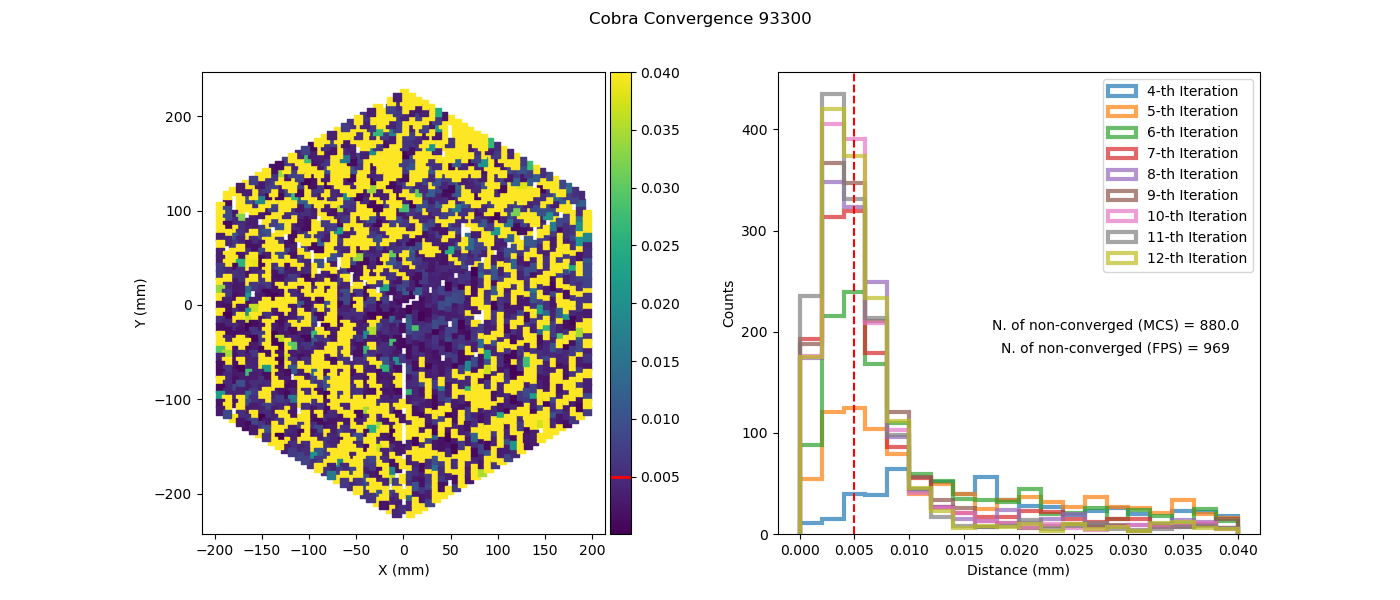 Cobra Convergence 93300
Y (mm)
200
100
0
−100
−200
−200 −150 −100 −50 0 50 100 150 200
X (mm)
0.040
0.035
0.030
0.025
0.020
0.015
0.010
0.005
Counts
400
300
200
100
0
4-th Iteration
5-th Iteration
6-th Iteration
7-th Iteration
8-th Iteration
9-th Iteration
10-th Iteration
11-th Iteration
12-th Iteration
N. of non-converged (MCS) = 880.0
N. of non-converged (FPS) = 969
0.000 0.005 0.010 0.015 0.020 0.025 0.030 0.035 0.040
Distance (mm)